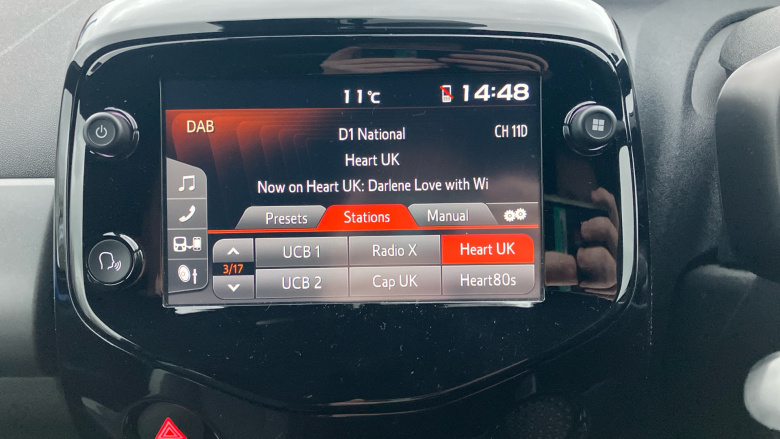 11°C 14:48
DAB D1 National CH 11D
Heart UK
Now on Heart UK: Darlene Love with Wi
Presets Stations Manual
UCB 1 Radio X Heart UK
3/17
UCB 2 Cap UK Heart80s